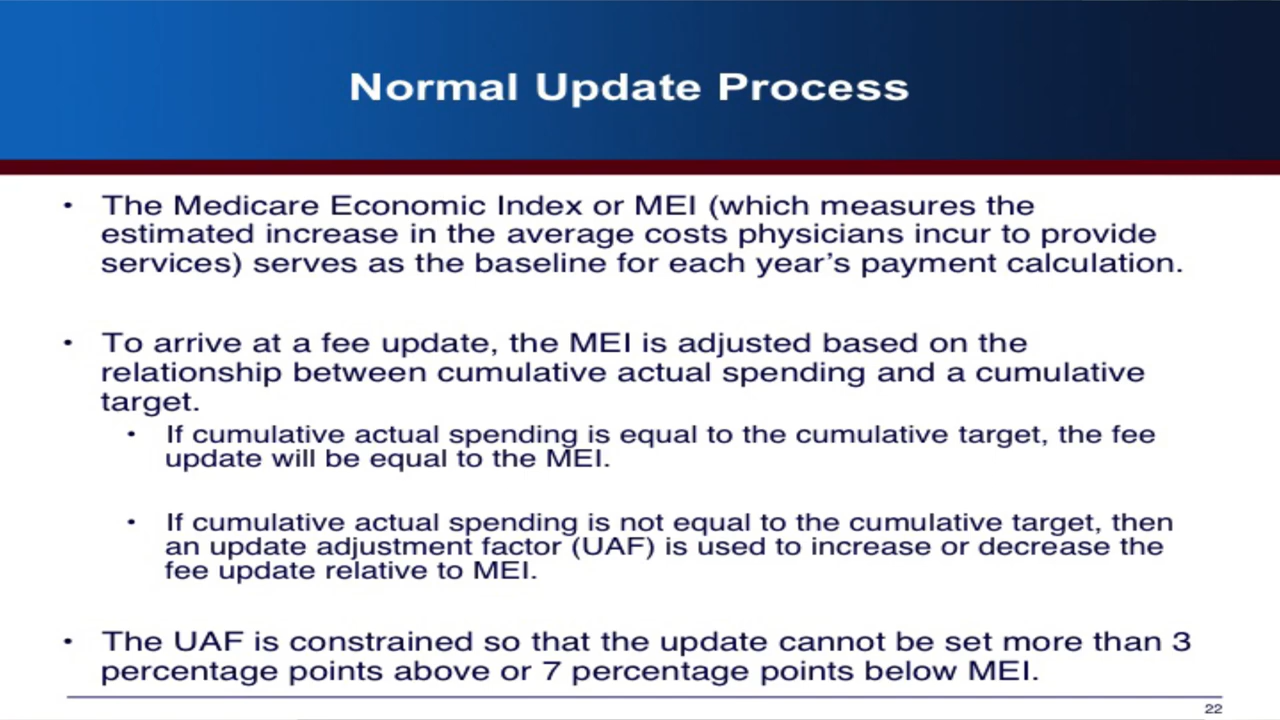 Normal Update Process
• The Medicare Economic Index or MEI (which measures the
estimated increase in the average costs physicians incur to provide
services) serves as the baseline for each year’s payment calculation.
• To arrive at a fee update, the MEI is adjusted based on the
relationship between cumulative actual spending and a cumulative
target.
• If cumulative actual spending is equal to the cumulative target, the fee
update will be equal to the MEI.
• If cumulative actual spending is not equal to the cumulative target, then
an update adjustment factor (UAF) is used to increase or decrease the
fee update relative to MEI.
• The UAF is constrained so that the update cannot be set more than 3
percentage points above or 7 percentage points below MEI.
22